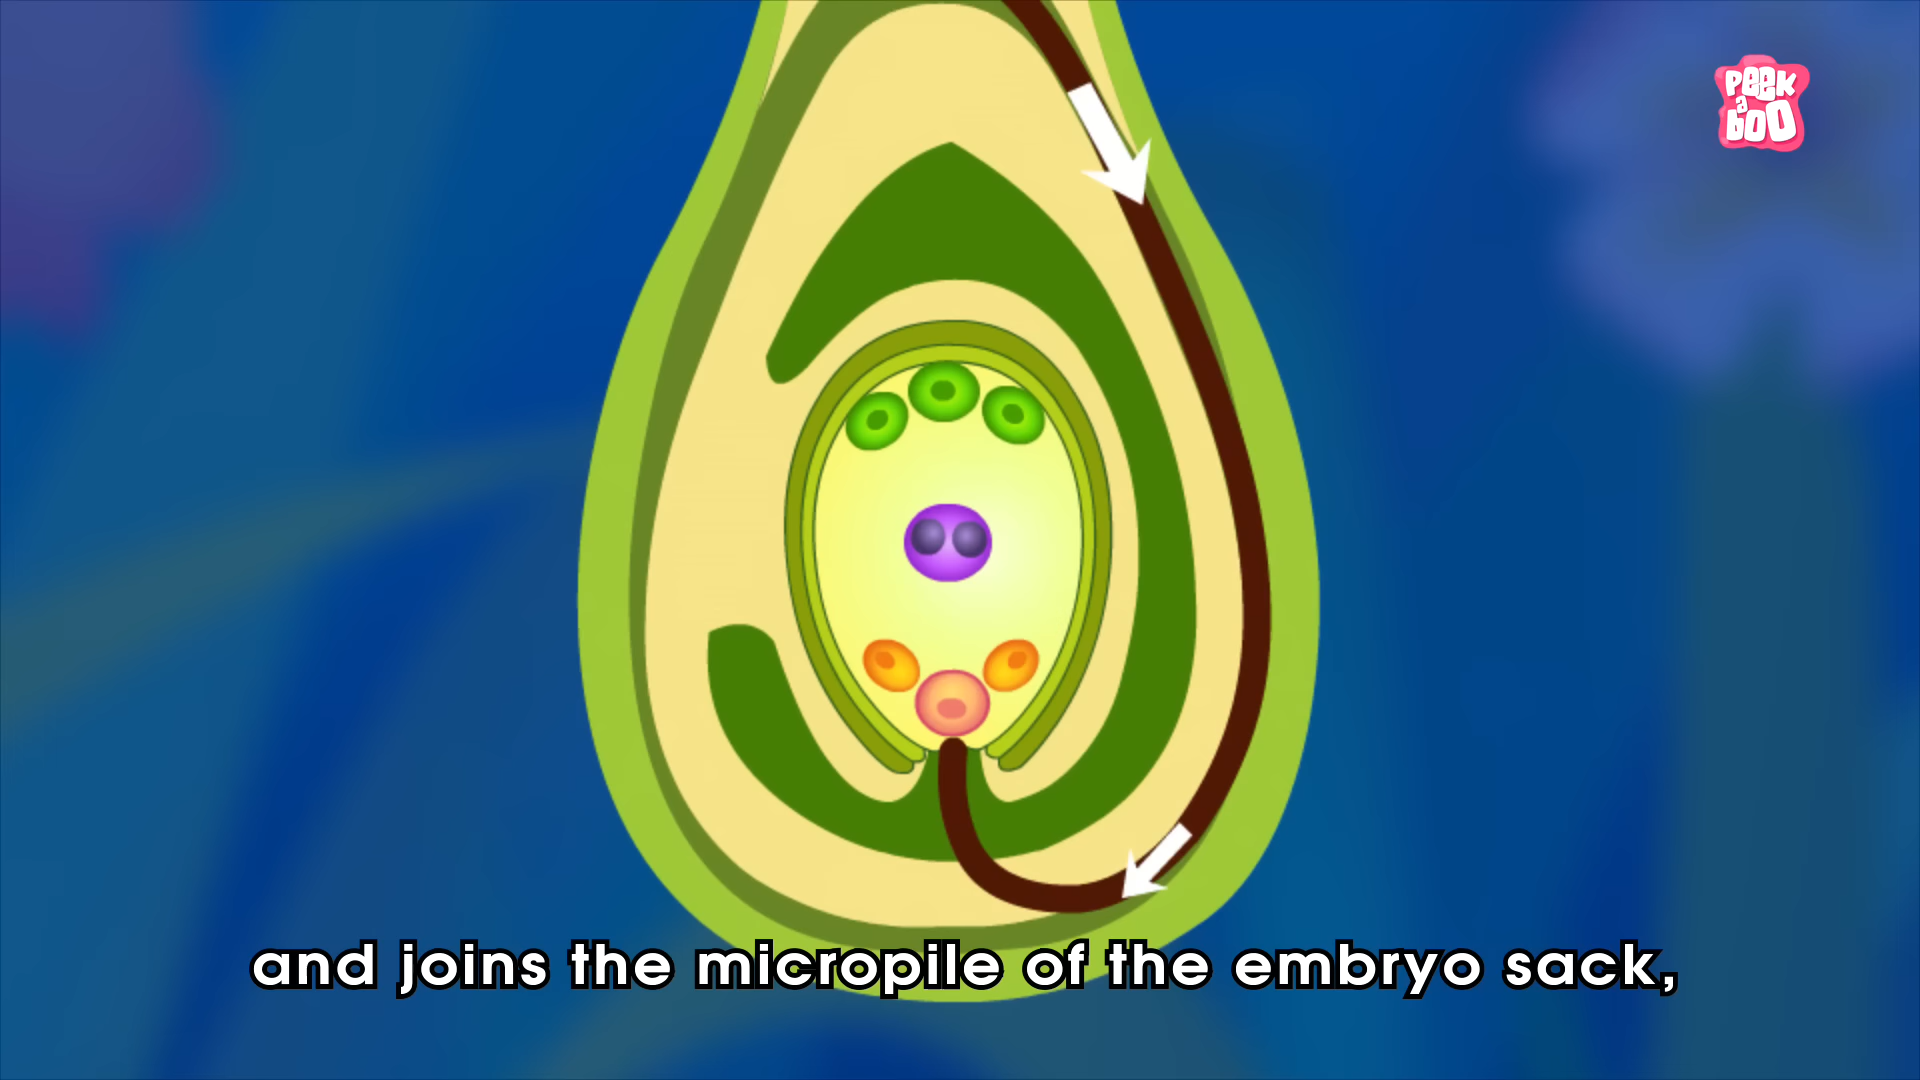 PEEK
a
boo
and joins the micropile of the embryo sack,